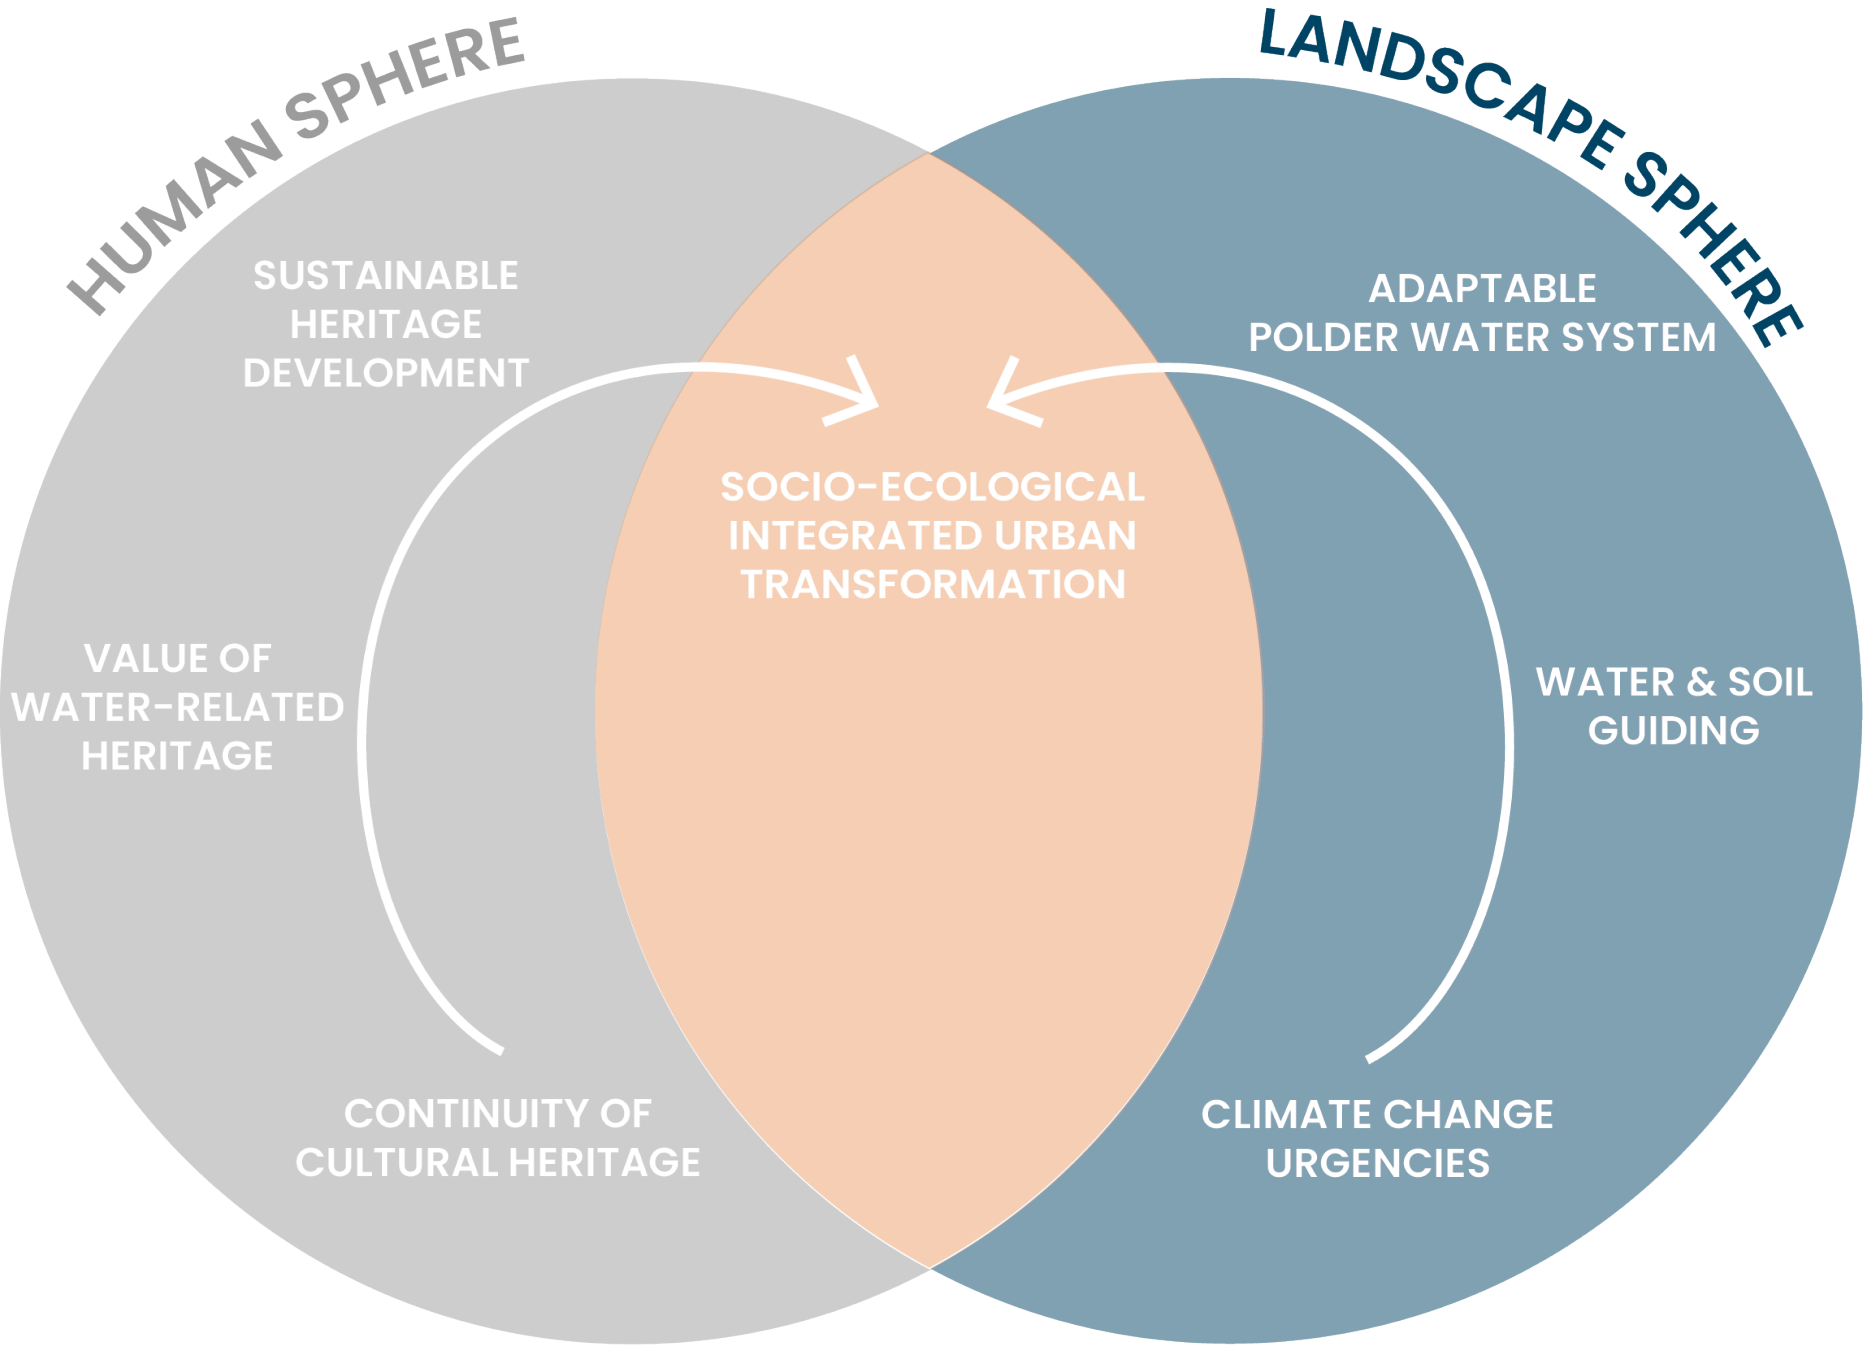 HUMAN SPHERE
LANDSCAPE SPHERE
SUSTAINABLE
HERITAGE
DEVELOPMENT
ADAPTABLE
POLDER WATER SYSTEM
SOCIO-ECOLOGICAL
INTEGRATED URBAN
TRANSFORMATION
VALUE OF
WATER-RELATED
HERITAGE
WATER & SOIL
GUIDING
CONTINUITY OF
CULTURAL HERITAGE
CLIMATE CHANGE
URGENCIES